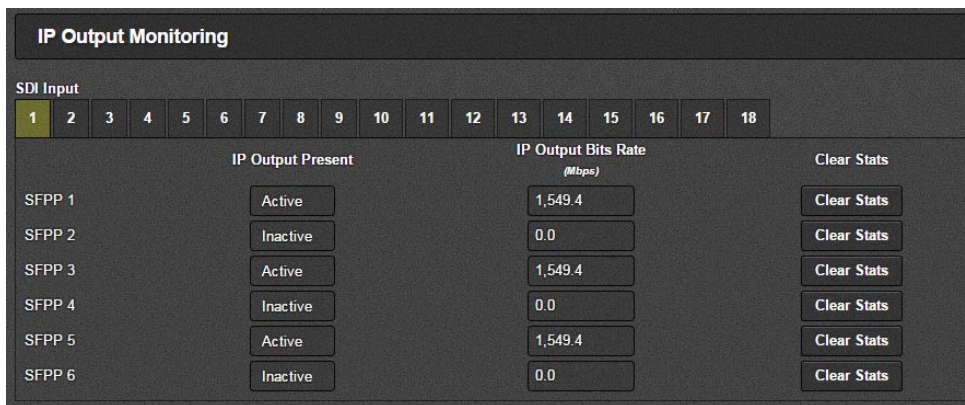 IP Output Monitoring
SDI Input
1 2 3 4 5 6 7 8 9 10 11 12 13 14 15 16 17 18
IP Output Present IP Output Bits Rate Clear Stats
(Mbps)
SFPP 1 Active 1,549.4 Clear Stats
SFPP 2 Inactive 0.0 Clear Stats
SFPP 3 Active 1,549.4 Clear Stats
SFPP 4 Inactive 0.0 Clear Stats
SFPP 5 Active 1,549.4 Clear Stats
SFPP 6 Inactive 0.0 Clear Stats